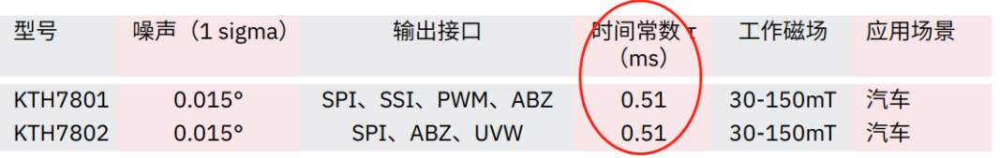 型号 噪声（1 sigma） 输出接口 时间常数 τ 工作磁场 应用场景
（ms）
KTH7801 0.015° SPI、SSI、PWM、ABZ 0.51 30-150mT 汽车
KTH7802 0.015° SPI、ABZ、UVW 0.51 30-150mT 汽车